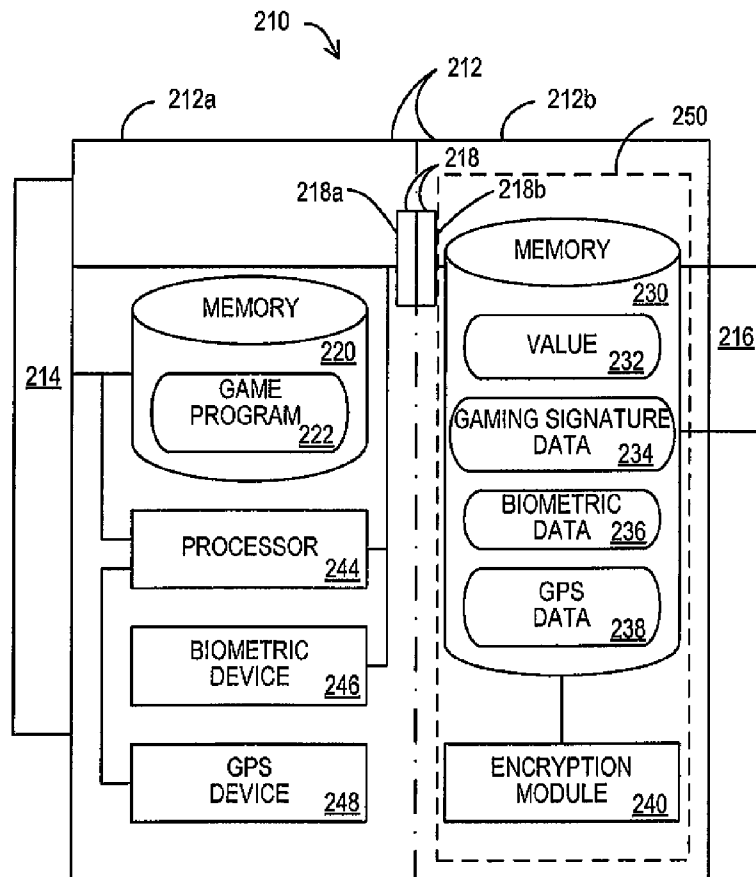 210
212
212a
212b
250
218
218a
218b
MEMORY
230
VALUE
232
GAMING SIGNATURE
DATA
234
BIOMETRIC
DATA
236
GPS
DATA
238
216
214
MEMORY
220
GAME
PROGRAM
222
PROCESSOR
244
BIOMETRIC
DEVICE
246
GPS
DEVICE
248
ENCRYPTION
MODULE
240